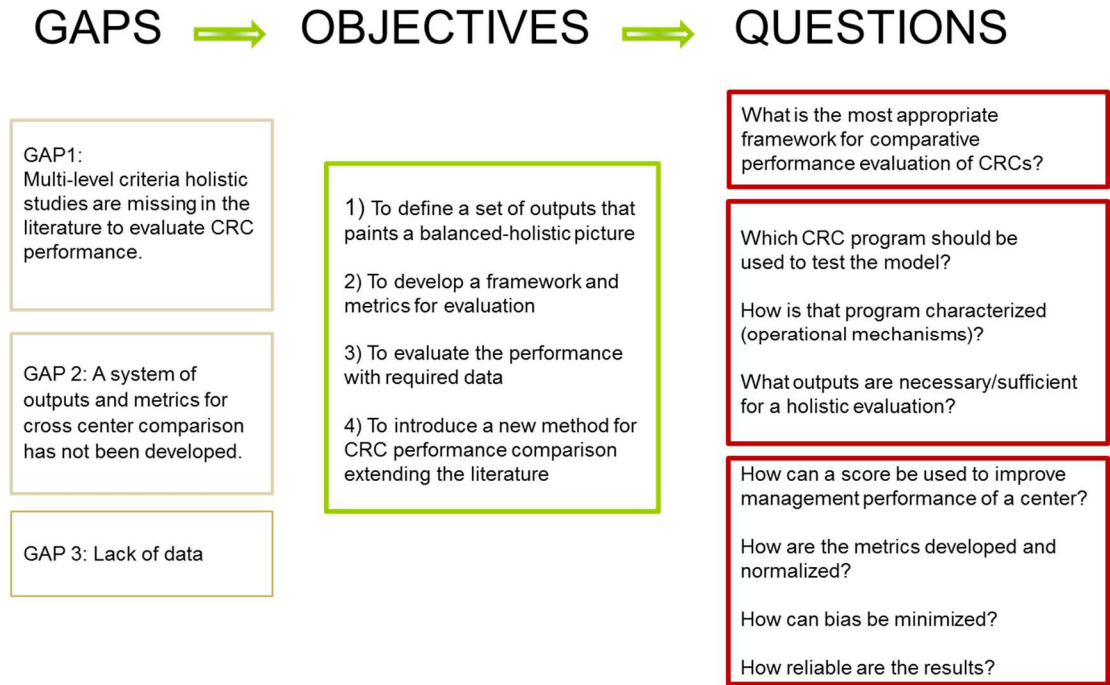 GAPS
OBJECTIVES
QUESTIONS
GAP1:
Multi-level criteria holistic
studies are missing in the
literature to evaluate CRC
performance.
GAP 2: A system of
outputs and metrics for
cross center comparison
has not been developed.
GAP 3: Lack of data
1) To define a set of outputs that
paints a balanced-holistic picture
2) To develop a framework and
metrics for evaluation
3) To evaluate the performance
with required data
4) To introduce a new method for
CRC performance comparison
extending the literature
What is the most appropriate
framework for comparative
performance evaluation of CRCs?
Which CRC program should be
used to test the model?
How is that program characterized
(operational mechanisms)?
What outputs are necessary/sufficient
for a holistic evaluation?
How can a score be used to improve
management performance of a center?
How are the metrics developed and
normalized?
How can bias be minimized?
How reliable are the results?